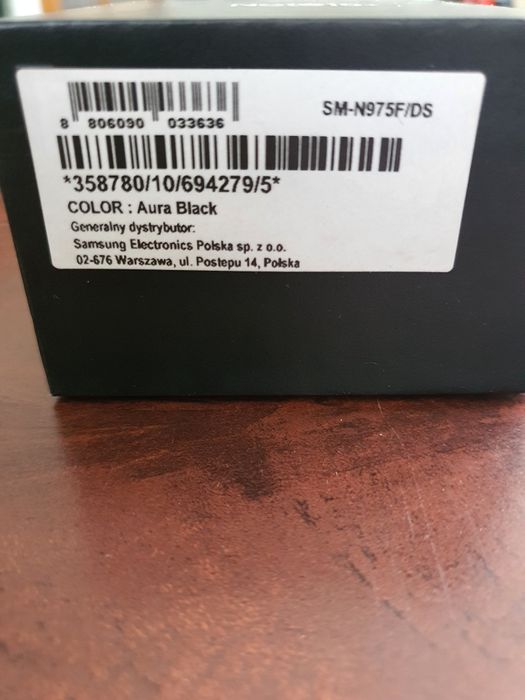 SM-N975F/DS
8 806090 033636
*358780/10/694279/5*
COLOR : Aura Black
Generalny dystrybutor:
Samsung Electronics Polska sp. z o.o.
02-676 Warszawa, ul. Postepu 14, Polska